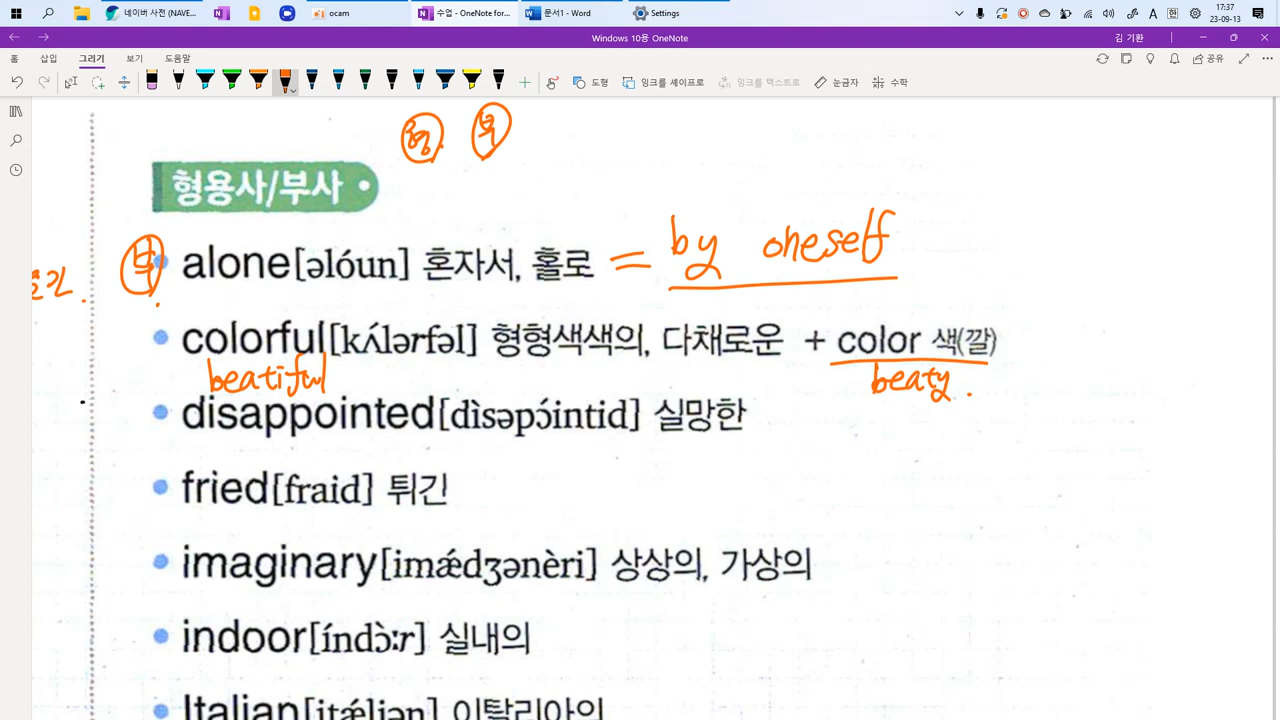 네이버 사전 (NAVE...
ocam
수업 - OneNote for...
문서1 - Word
Settings
A
한
17:37
23-09-13
Windows 10용 OneNote
김 기환
홈 삽입 그리기 보기 도움말
공유
도형 잉크를 셰이프로 잉크를 텍스트로 눈금자 수학
형 부
형용사/부사
부 alone[əlóun] 혼자서, 홀로 = by oneself
colorful[kʌ́lərfəl] 형형색색의, 다채로운 + color 색(깔)
beatiful beaty.
disappointed[dìsəpɔ́intid] 실망한
fried[fraid] 튀긴
imaginary[imǽdʒənèri] 상상의, 가상의
indoor[índɔ̀ːr] 실내의
Italian[itǽljən] 이탈리아의